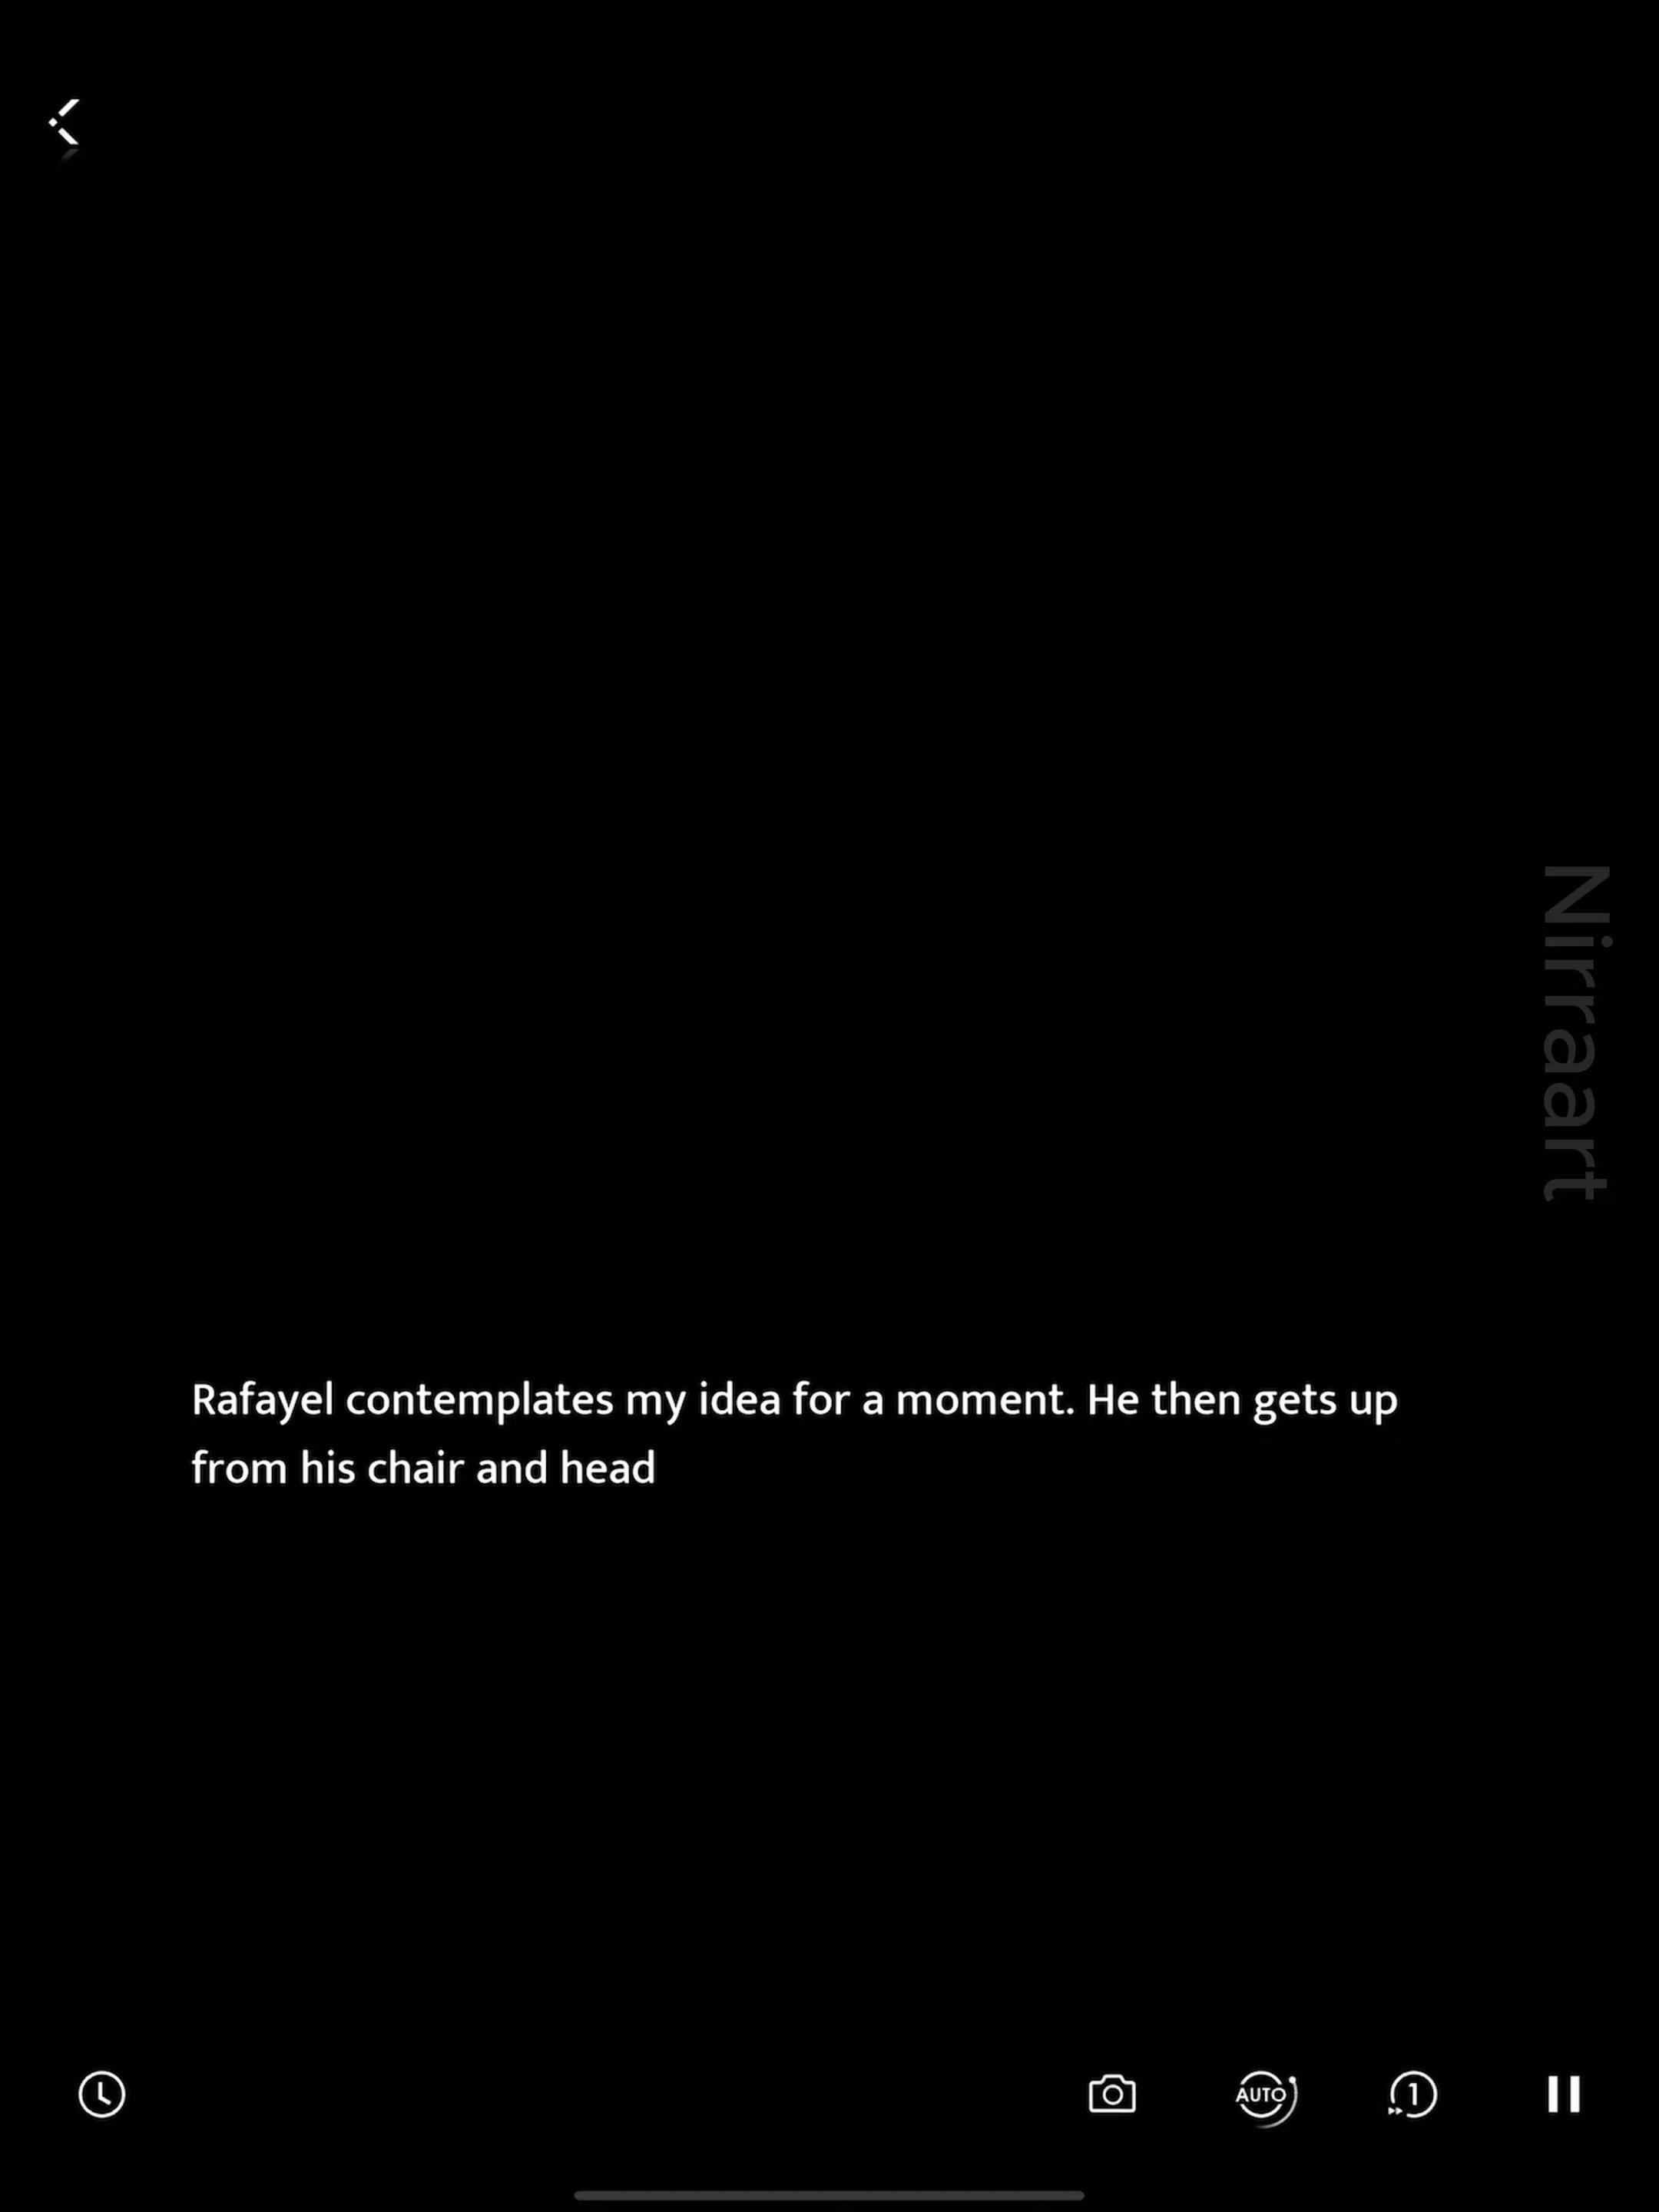 Nirraart
Rafayel contemplates my idea for a moment. He then gets up
from his chair and head
AUTO
1